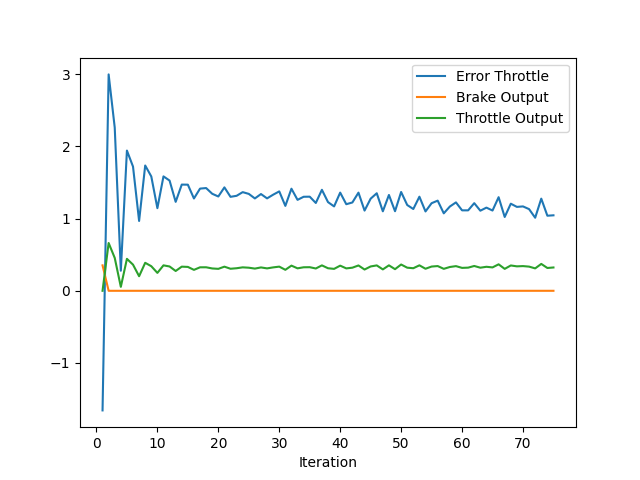 Error Throttle
Brake Output
Throttle Output
3
2
1
0
−1
0 10 20 30 40 50 60 70
Iteration